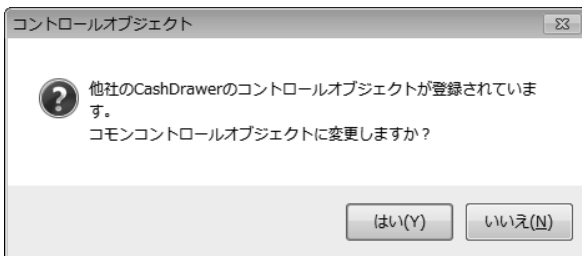 コントロールオブジェクト
他社のCashDrawerのコントロールオブジェクトが登録されていま
す。
コモンコントロールオブジェクトに変更しますか？
はい(Y) いいえ(N)